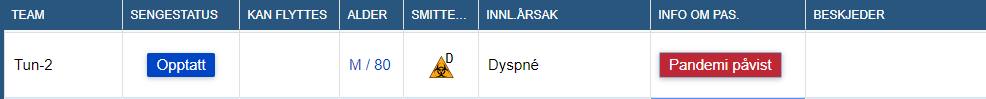 TEAM SENGESTATUS KAN FLYTTES ALDER SMITTE... INNL.ÅRSAK INFO OM PAS. BESKJEDER
Tun-2 Opptatt M / 80 D Dyspné Pandemi påvist